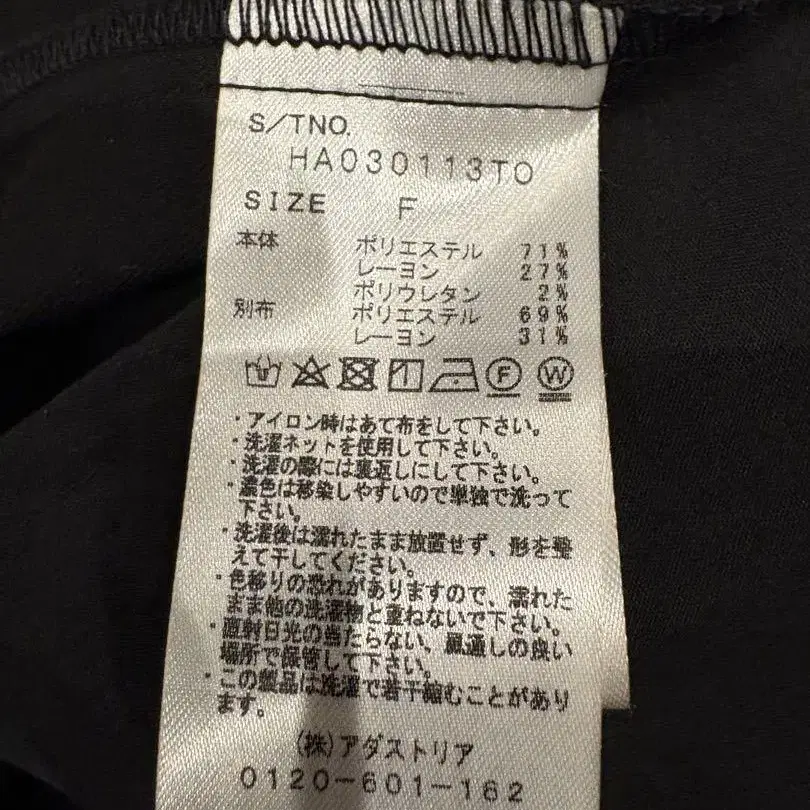 S/TNO.
HA030113TO
SIZE F
本体 ポリエステル 71%
レーヨン 27%
ポリウレタン 2%
別布 ポリエステル 69%
レーヨン 31%
F W
・アイロン時はあて布をして下さい。
・洗濯ネットを使用して下さい。
・洗濯の際には裏返しにして下さい。
・濃色は移染しやすいので単独で洗って
下さい。
・洗濯後は濡れたまま放置せず、形を整
えて干してください。
・色移りの恐れがありますので、濡れた
まま他の洗濯物と重ねないで下さい。
・直射日光の当たらない、風通しの良い
場所で保管して下さい。
・この製品は洗濯で若干縮むことがあり
ます。
(株)アダストリア
0120-601-162